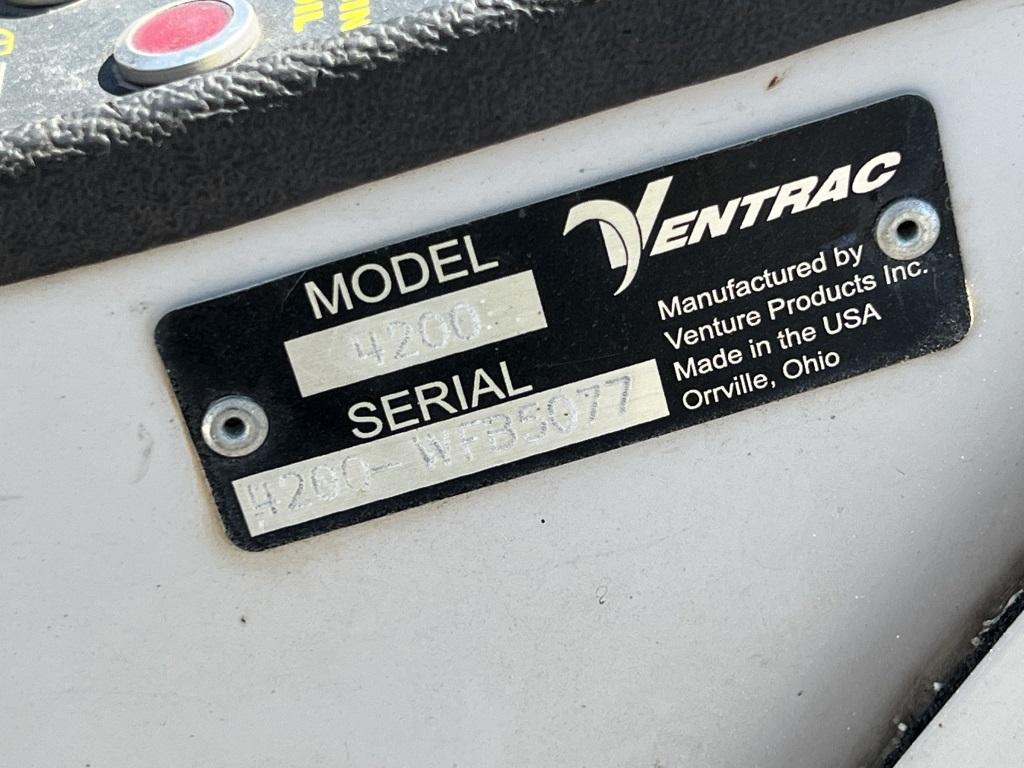 MODEL
4200
SERIAL
4200-WFB5077
VENTRAC
Manufactured by
Venture Products Inc.
Made in the USA
Orrville, Ohio